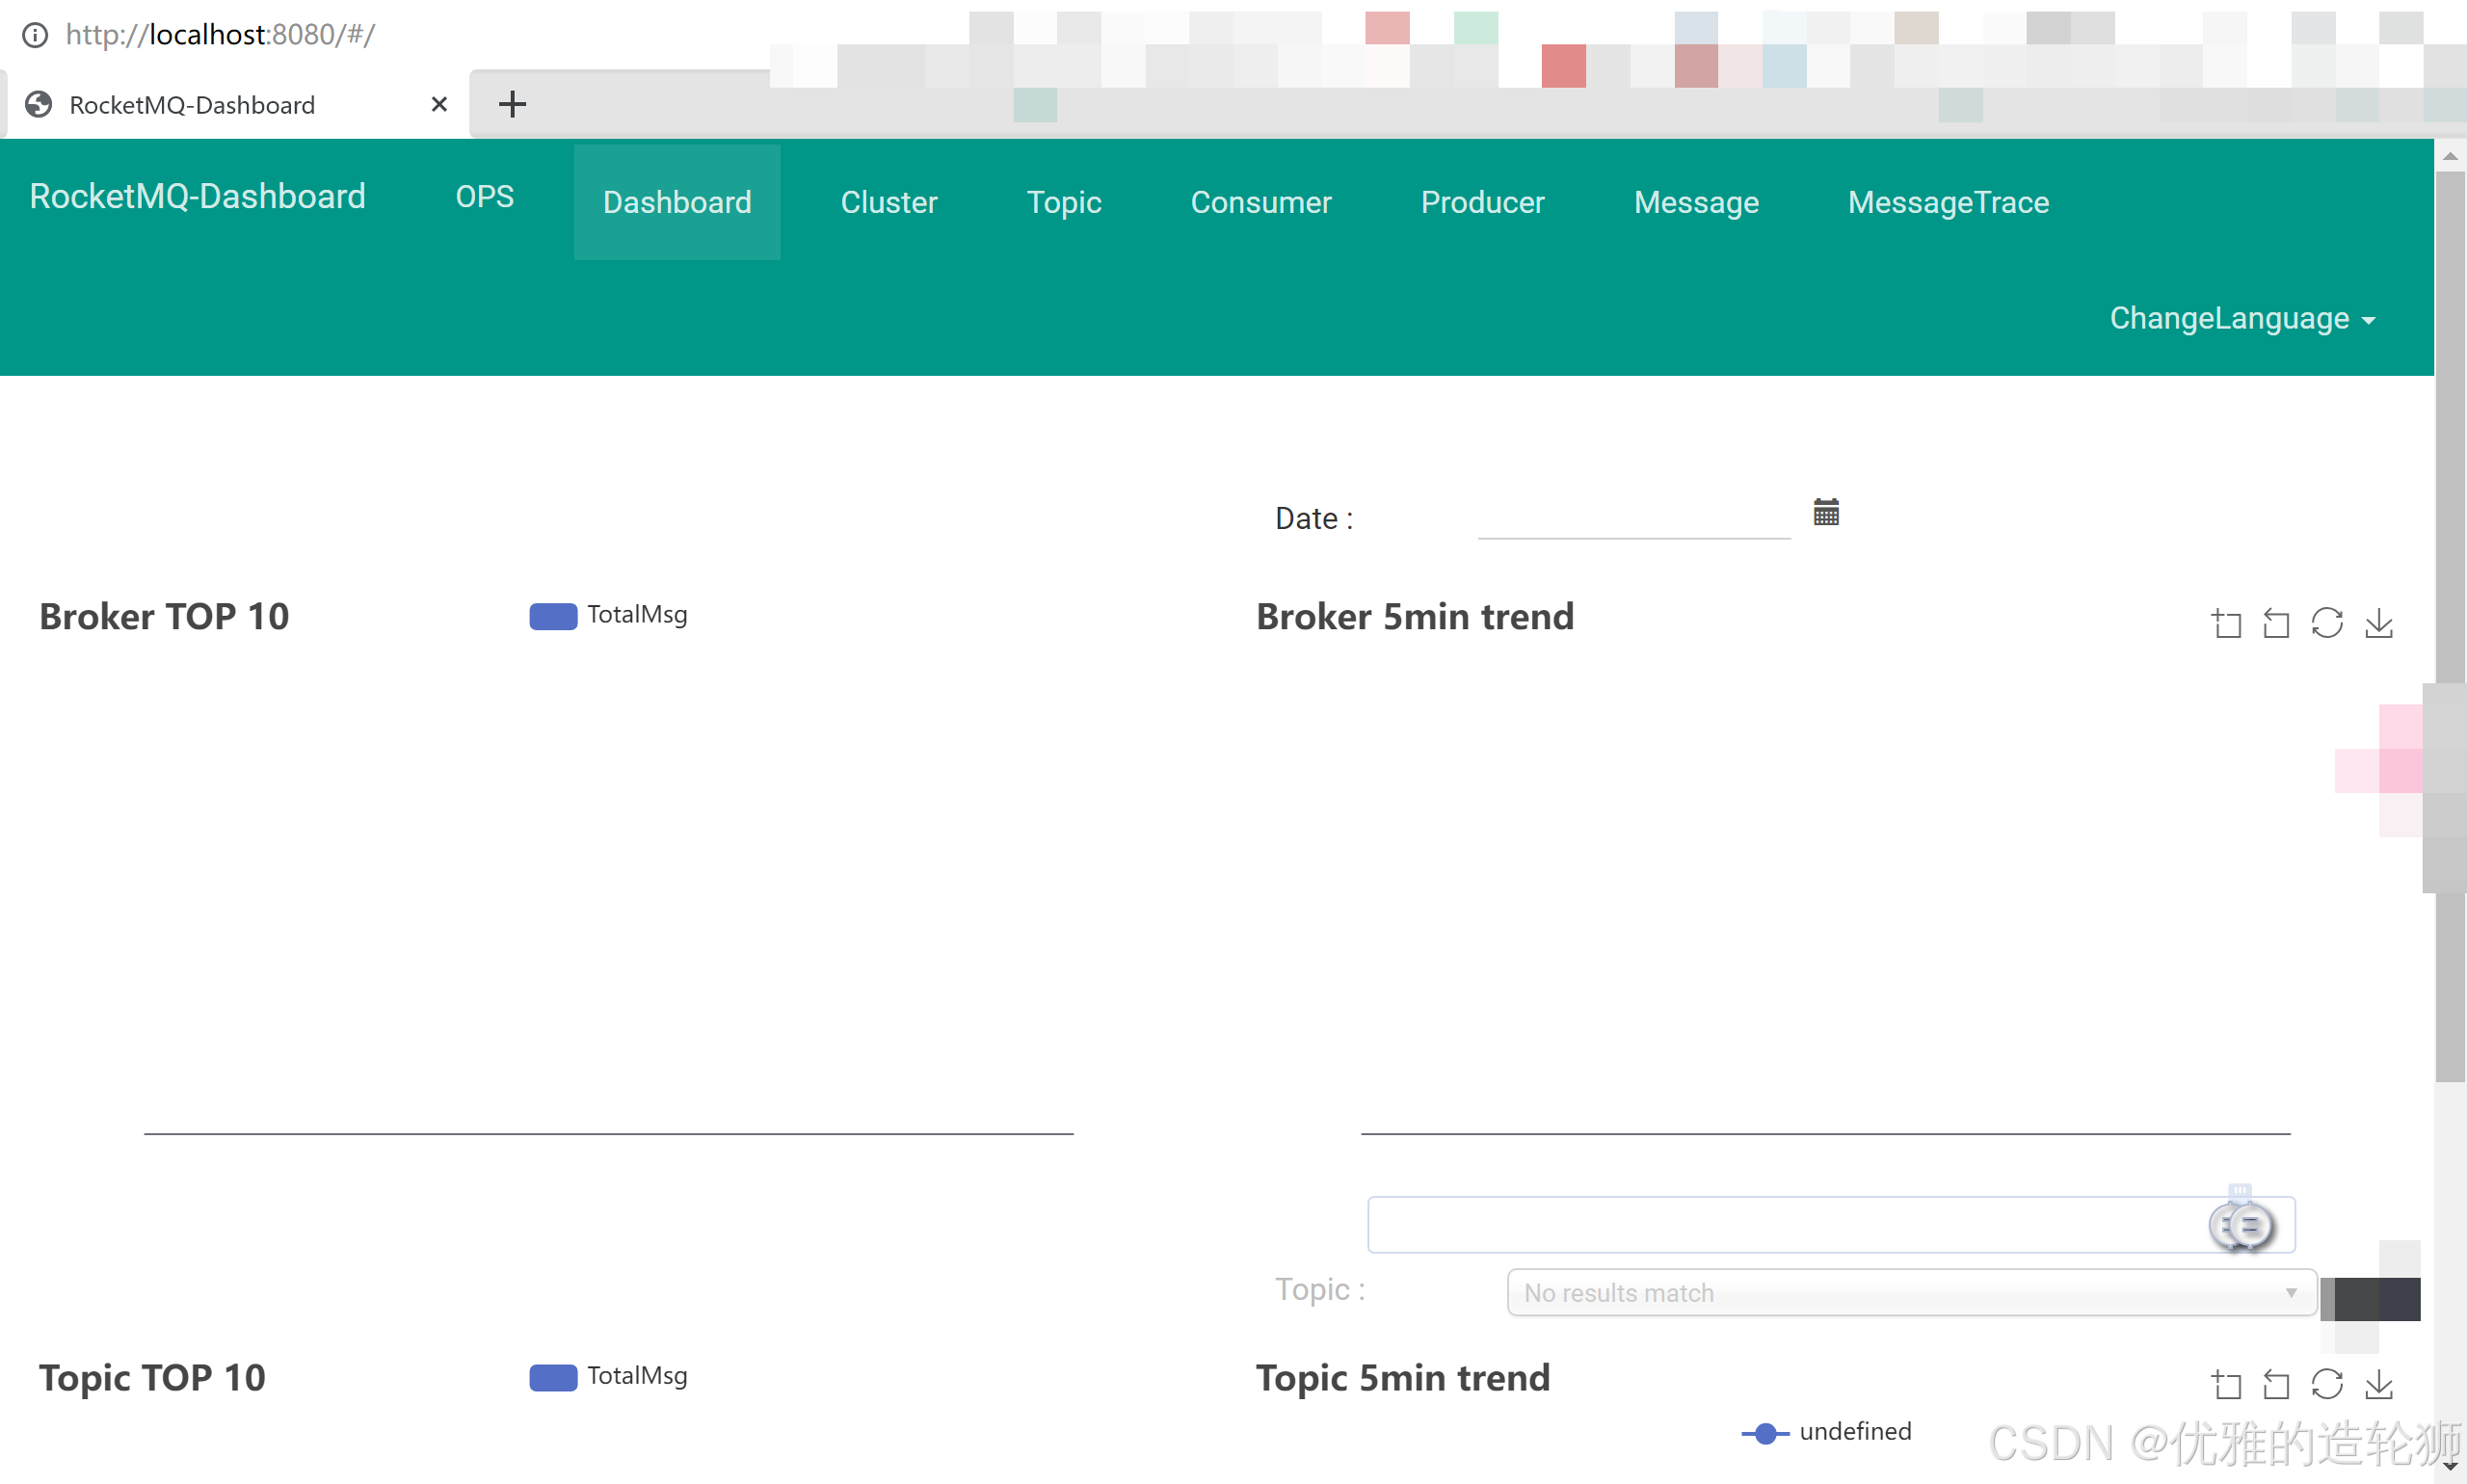 http://localhost:8080/#/
RocketMQ-Dashboard
RocketMQ-Dashboard OPS Dashboard Cluster Topic Consumer Producer Message MessageTrace
ChangeLanguage
Date :
Broker TOP 10 TotalMsg Broker 5min trend
Topic : No results match
Topic TOP 10 TotalMsg Topic 5min trend
undefined
CSDN @优雅的造轮狮